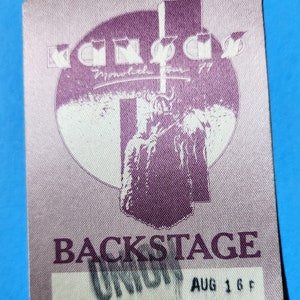 KANSAS
Monolith Tour 79
BACKSTAGE
UNION
AUG 16